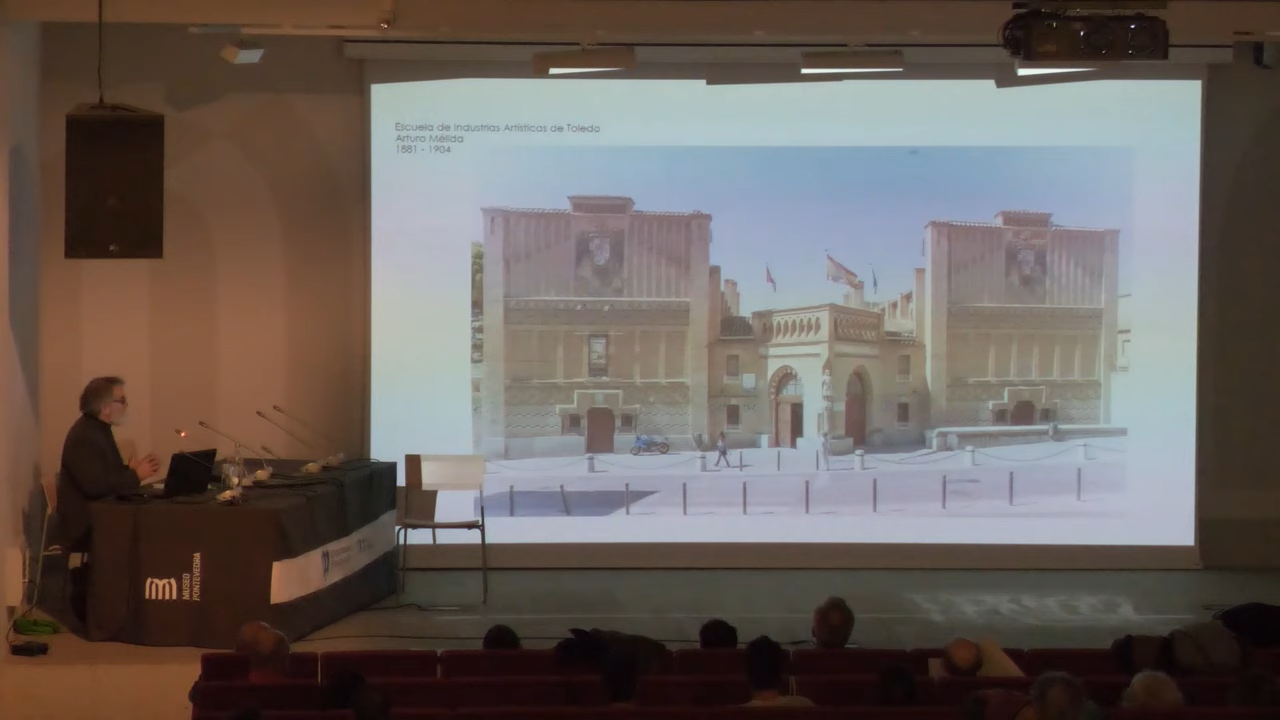 Escuela de Industrias Artísticas de Toledo
Arturo Mélida
1881 - 1904
MUSEO
PONTEVEDRA